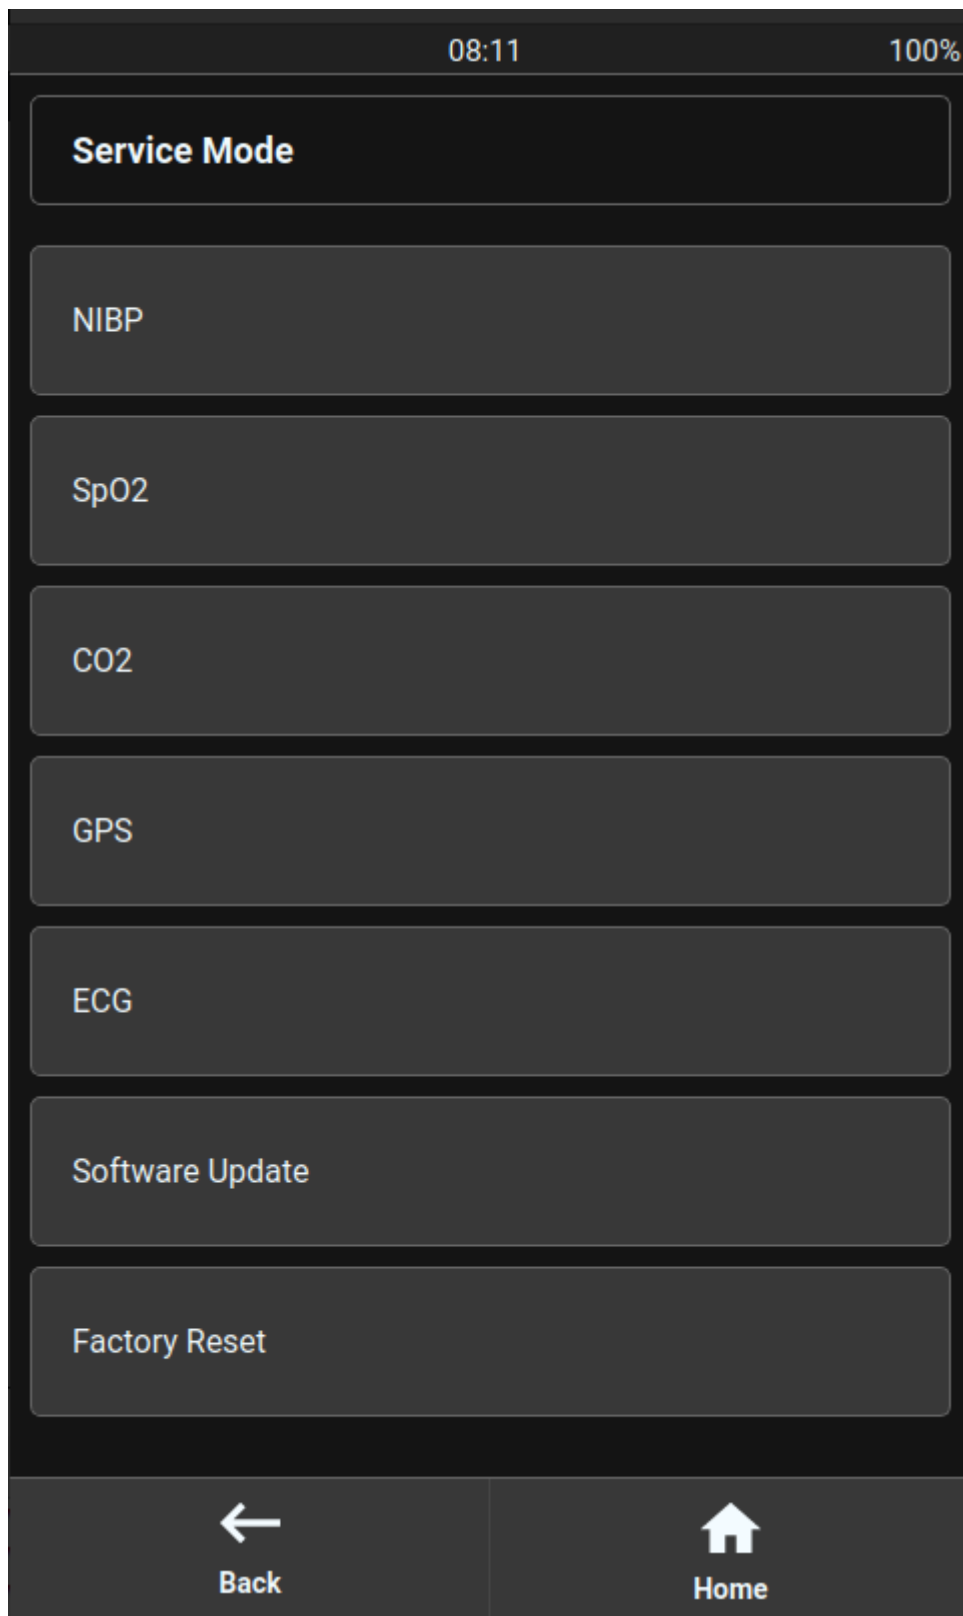 08:11 100%
Service Mode
NIBP
SpO2
CO2
GPS
ECG
Software Update
Factory Reset
Back Home